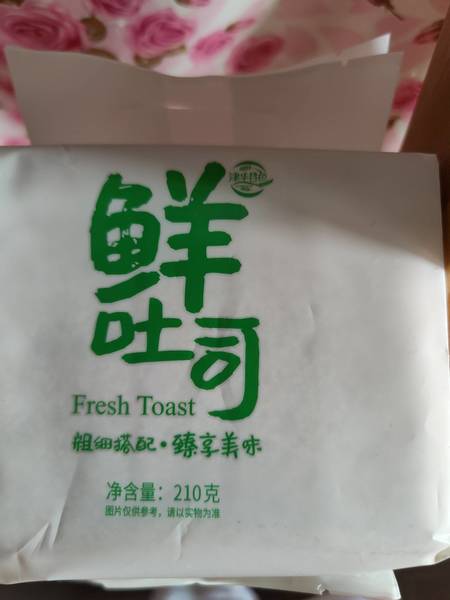 鲜
吐司
Fresh Toast
粗细搭配·臻享美味
净含量：210克
图片仅供参考，请以实物为准